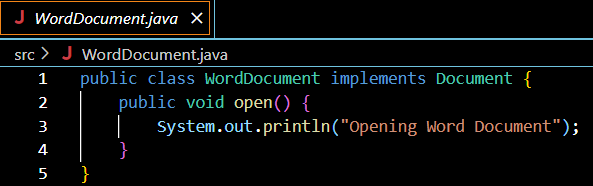 J WordDocument.java ×
src > J WordDocument.java
1 public class WordDocument implements Document {
2     public void open() {
3         System.out.println("Opening Word Document");
4     }
5 }